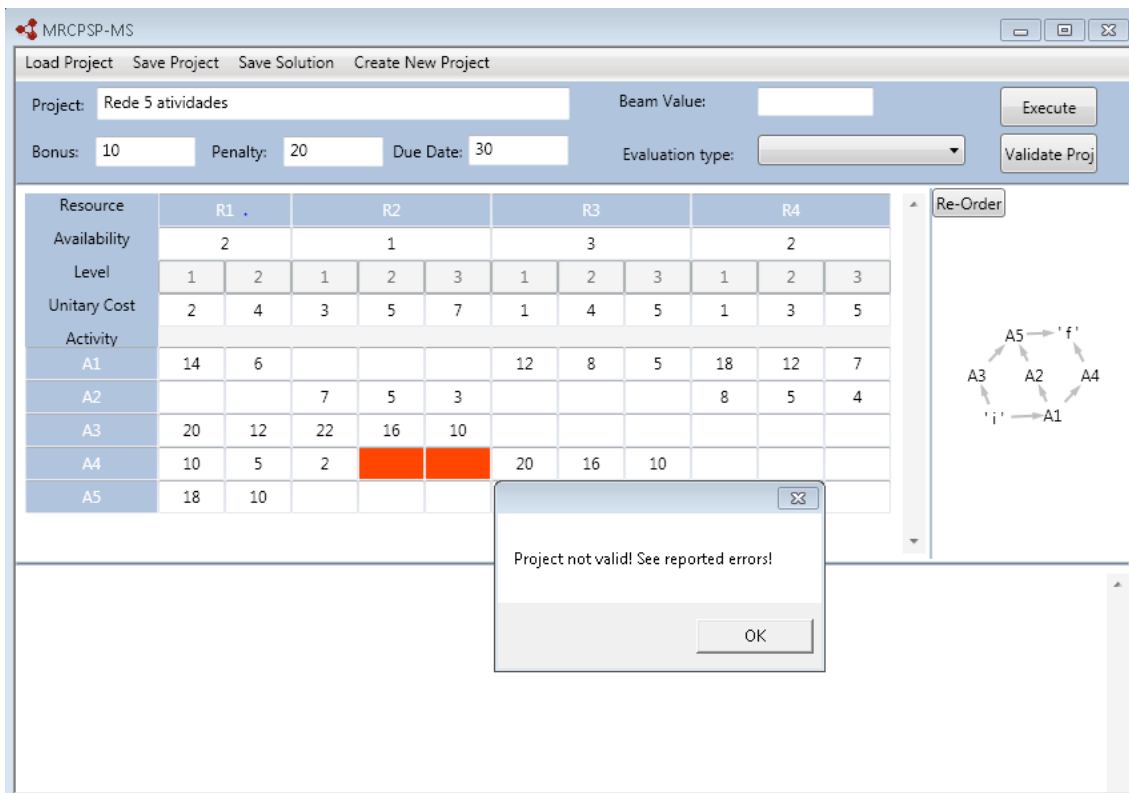 MRCPSP-MS
Load Project Save Project Save Solution Create New Project
Project: Rede 5 atividades Beam Value: Execute
Bonus: 10 Penalty: 20 Due Date: 30 Evaluation type: Validate Proj
Resource R1 . R2 R3 R4 Re-Order
Availability 2 1 3 2
Level 1 2 1 2 3 1 2 3 1 2 3
Unitary Cost 2 4 3 5 7 1 4 5 1 3 5
Activity
A1 14 6 12 8 5 18 12 7
A2 7 5 3 8 5 4
A3 20 12 22 16 10
A4 10 5 2 20 16 10
A5 18 10
A5 'f'
A3 A2 A4
'i' A1
Project not valid! See reported errors!
OK